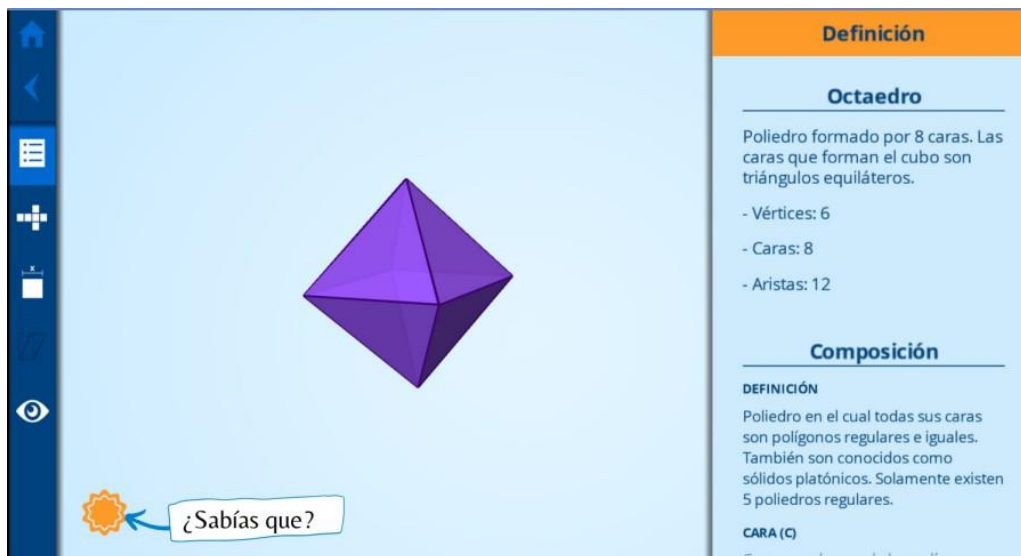 Definición
Octaedro
Poliedro formado por 8 caras. Las
caras que forman el cubo son
triángulos equiláteros.
- Vértices: 6
- Caras: 8
- Aristas: 12
Composición
DEFINICIÓN
Poliedro en el cual todas sus caras
son polígonos regulares e iguales.
También son conocidos como
sólidos platónicos. Solamente existen
5 poliedros regulares.
CARA (C)
x
¿Sabías que?